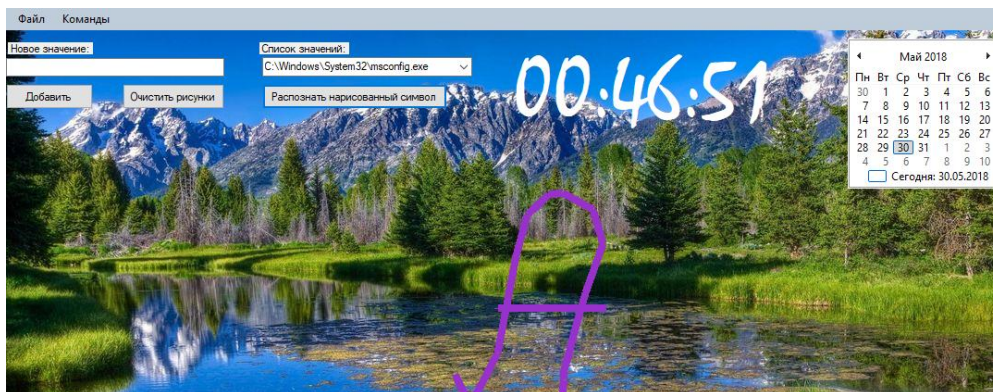 Файл Команды
Новое значение:
Список значений:
C:\Windows\System32\msconfig.exe
Добавить
Очистить рисунки
Распознать нарисованный символ
00:46:51
Май 2018
Пн Вт Ср Чт Пт Сб Вс
30 1 2 3 4 5 6
7 8 9 10 11 12 13
14 15 16 17 18 19 20
21 22 23 24 25 26 27
28 29 30 31 1 2 3
4 5 6 7 8 9 10
Сегодня: 30.05.2018
Я